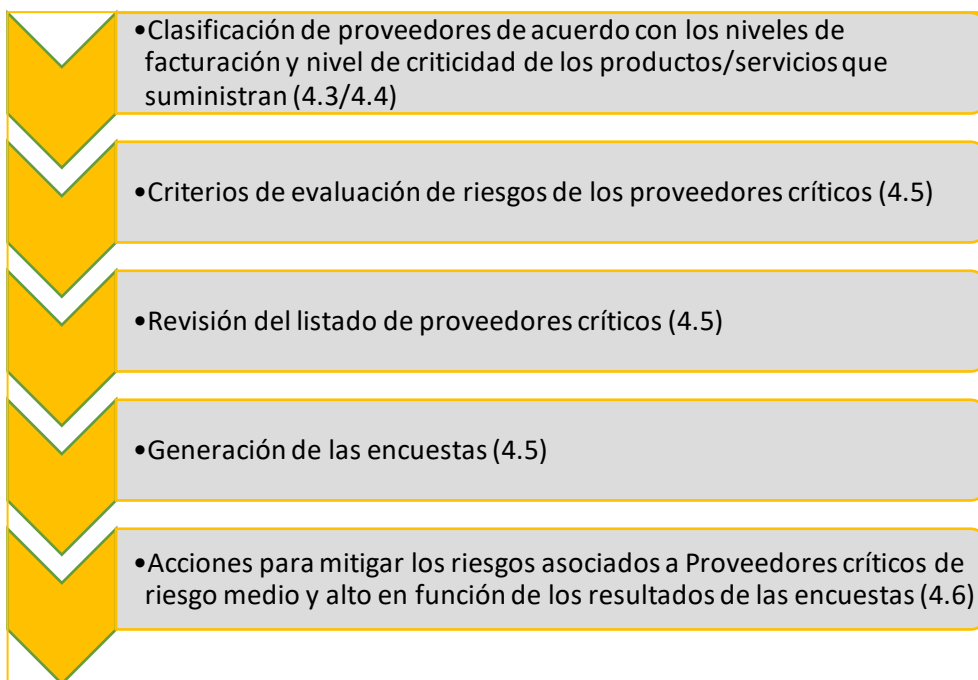 •Clasificación de proveedores de acuerdo con los niveles de
facturación y nivel de criticidad de los productos/servicios que
suministran (4.3/4.4)
•Criterios de evaluación de riesgos de los proveedores críticos (4.5)
•Revisión del listado de proveedores críticos (4.5)
•Generación de las encuestas (4.5)
•Acciones para mitigar los riesgos asociados a Proveedores críticos de
riesgo medio y alto en función de los resultados de las encuestas (4.6)